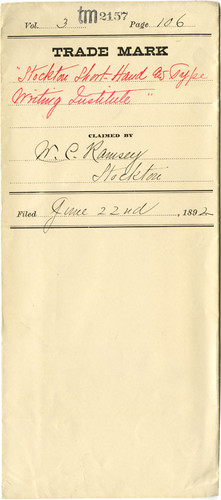 tm 2157
Vol. 3 Page 106
TRADE MARK
"Stockton Short-Hand & Type
Writing Institute"
CLAIMED BY
W. C. Ramsey
Stockton
Filed June 22nd, 1892